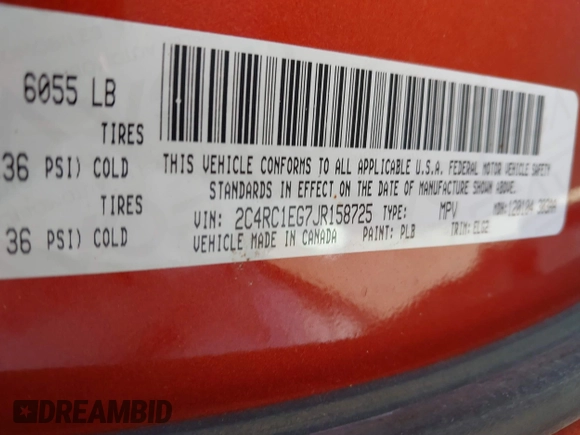 6055 LB
TIRES
36 PSI) COLD
TIRES
36 PSI) COLD
THIS VEHICLE CONFORMS TO ALL APPLICABLE U.S.A. FEDERAL MOTOR VEHICLE SAFETY
STANDARDS IN EFFECT ON THE DATE OF MANUFACTURE SHOWN ABOVE.
VIN: 2C4RC1EG7JR158725 TYPE: MPV MDH:
VEHICLE MADE IN CANADA PAINT: PLB TRIM:
DREAMBID